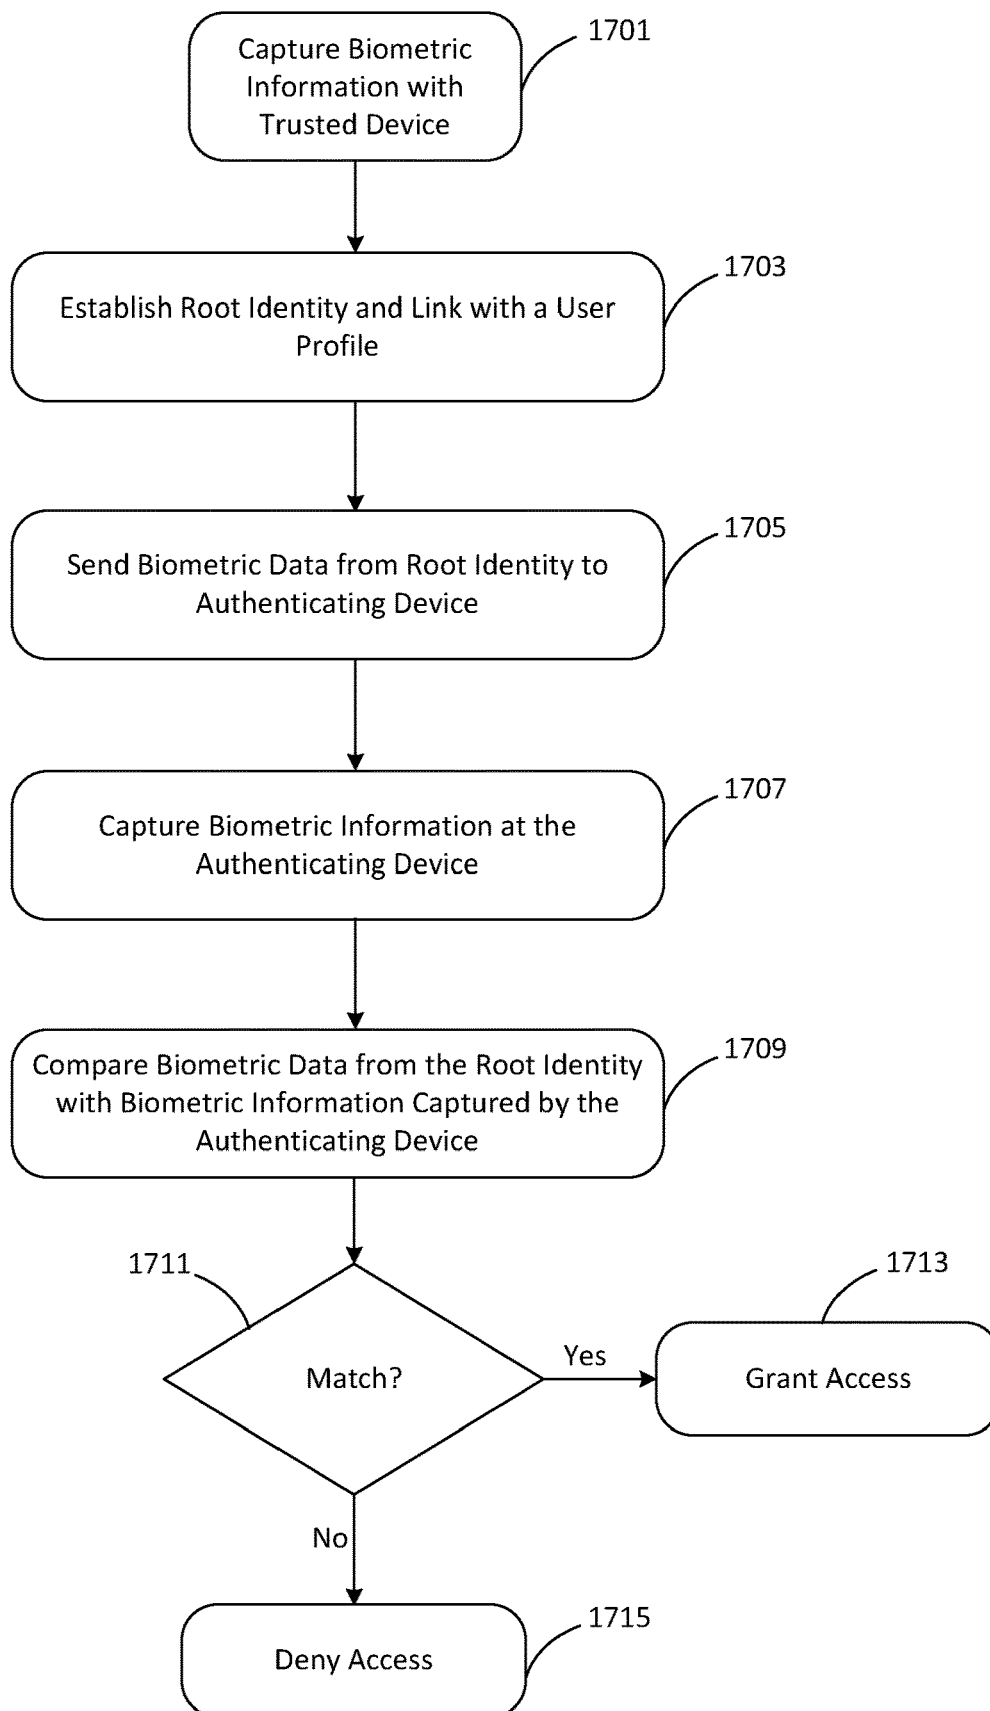 Capture Biometric
Information with
Trusted Device
1701
Establish Root Identity and Link with a User
Profile
1703
Send Biometric Data from Root Identity to
Authenticating Device
1705
Capture Biometric Information at the
Authenticating Device
1707
Compare Biometric Data from the Root Identity
with Biometric Information Captured by the
Authenticating Device
1709
1711
Match?
Yes
1713
Grant Access
No
1715
Deny Access